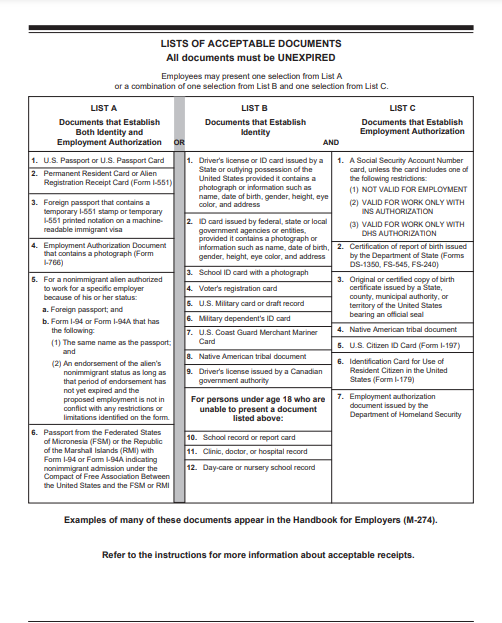 LISTS OF ACCEPTABLE DOCUMENTS
All documents must be UNEXPIRED
Employees may present one selection from List A
or a combination of one selection from List B and one selection from List C.
LIST A
Documents that Establish
Both Identity and
Employment Authorization
OR
LIST B
Documents that Establish
Identity
AND
LIST C
Documents that Establish
Employment Authorization
1. U.S. Passport or U.S. Passport Card
2. Permanent Resident Card or Alien
Registration Receipt Card (Form I-551)
3. Foreign passport that contains a
temporary I-551 stamp or temporary
I-551 printed notation on a machine-
readable immigrant visa
4. Employment Authorization Document
that contains a photograph (Form
I-766)
5. For a nonimmigrant alien authorized
to work for a specific employer
because of his or her status:
a. Foreign passport; and
b. Form I-94 or Form I-94A that has
the following:
(1) The same name as the passport;
and
(2) An endorsement of the alien's
nonimmigrant status as long as
that period of endorsement has
not yet expired and the
proposed employment is not in
conflict with any restrictions or
limitations identified on the form.
6. Passport from the Federated States
of Micronesia (FSM) or the Republic
of the Marshall Islands (RMI) with
Form I-94 or Form I-94A indicating
nonimmigrant admission under the
Compact of Free Association Between
the United States and the FSM or RMI
1. Driver's license or ID card issued by a
State or outlying possession of the
United States provided it contains a
photograph or information such as
name, date of birth, gender, height, eye
color, and address
2. ID card issued by federal, state or local
government agencies or entities,
provided it contains a photograph or
information such as name, date of birth,
gender, height, eye color, and address
3. School ID card with a photograph
4. Voter's registration card
5. U.S. Military card or draft record
6. Military dependent's ID card
7. U.S. Coast Guard Merchant Mariner
Card
8. Native American tribal document
9. Driver's license issued by a Canadian
government authority
For persons under age 18 who are
unable to present a document
listed above:
10. School record or report card
11. Clinic, doctor, or hospital record
12. Day-care or nursery school record
1. A Social Security Account Number
card, unless the card includes one of
the following restrictions:
(1) NOT VALID FOR EMPLOYMENT
(2) VALID FOR WORK ONLY WITH
INS AUTHORIZATION
(3) VALID FOR WORK ONLY WITH
DHS AUTHORIZATION
2. Certification of report of birth issued
by the Department of State (Forms
DS-1350, FS-545, FS-240)
3. Original or certified copy of birth
certificate issued by a State,
county, municipal authority, or
territory of the United States
bearing an official seal
4. Native American tribal document
5. U.S. Citizen ID Card (Form I-197)
6. Identification Card for Use of
Resident Citizen in the United
States (Form I-179)
7. Employment authorization
document issued by the
Department of Homeland Security
Examples of many of these documents appear in the Handbook for Employers (M-274).
Refer to the instructions for more information about acceptable receipts.